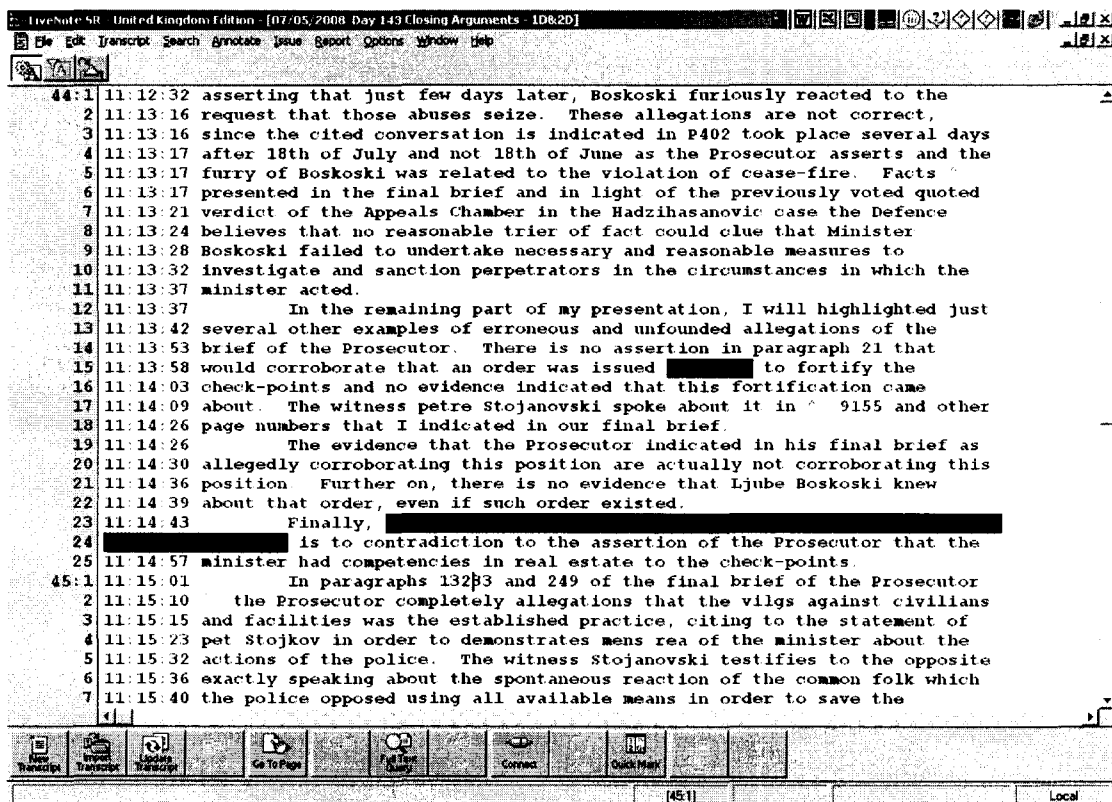 LiveNote SR - United Kingdom Edition - [07/05/2008 Day 143 Closing Arguments - 1D&2D]
File Edit Transcript Search Annotate Issue Report Options Window Help
44:1 11:12:32 asserting that just few days later, Boskoski furiously reacted to the
2 11:13:16 request that those abuses seize. These allegations are not correct,
3 11:13:16 since the cited conversation is indicated in P402 took place several days
4 11:13:17 after 18th of July and not 18th of June as the Prosecutor asserts and the
5 11:13:17 furry of Boskoski was related to the violation of cease-fire. Facts ^
6 11:13:17 presented in the final brief and in light of the previously voted quoted
7 11:13:21 verdict of the Appeals Chamber in the Hadzihasanovic case the Defence
8 11:13:24 believes that no reasonable trier of fact could clue that Minister
9 11:13:28 Boskoski failed to undertake necessary and reasonable measures to
10 11:13:32 investigate and sanction perpetrators in the circumstances in which the
11 11:13:37 minister acted.
12 11:13:37 In the remaining part of my presentation, I will highlighted just
13 11:13:42 several other examples of erroneous and unfounded allegations of the
14 11:13:53 brief of the Prosecutor. There is no assertion in paragraph 21 that
15 11:13:58 would corroborate that an order was issued to fortify the
16 11:14:03 check-points and no evidence indicated that this fortification came
17 11:14:09 about. The witness petre Stojanovski spoke about it in ^ 9155 and other
18 11:14:26 page numbers that I indicated in our final brief.
19 11:14:26 The evidence that the Prosecutor indicated in his final brief as
20 11:14:30 allegedly corroborating this position are actually not corroborating this
21 11:14:36 position. Further on, there is no evidence that Ljube Boskoski knew
22 11:14:39 about that order, even if such order existed.
23 11:14:43 Finally,
24 is to contradiction to the assertion of the Prosecutor that the
25 11:14:57 minister had competencies in real estate to the check-points.
45:1 11:15:01 In paragraphs 13283 and 249 of the final brief of the Prosecutor
2 11:15:10 the Prosecutor completely allegations that the vilgs against civilians
3 11:15:15 and facilities was the established practice, citing to the statement of
4 11:15:23 pet Stojkov in order to demonstrates mens rea of the minister about the
5 11:15:32 actions of the police. The witness Stojanovski testifies to the opposite
6 11:15:36 exactly speaking about the spontaneous reaction of the common folk which
7 11:15:40 the police opposed using all available means in order to save the
New Transcript Import Transcript Update Transcript Go To Page Full Text Query Connect Quick Mark
[45:1] Local